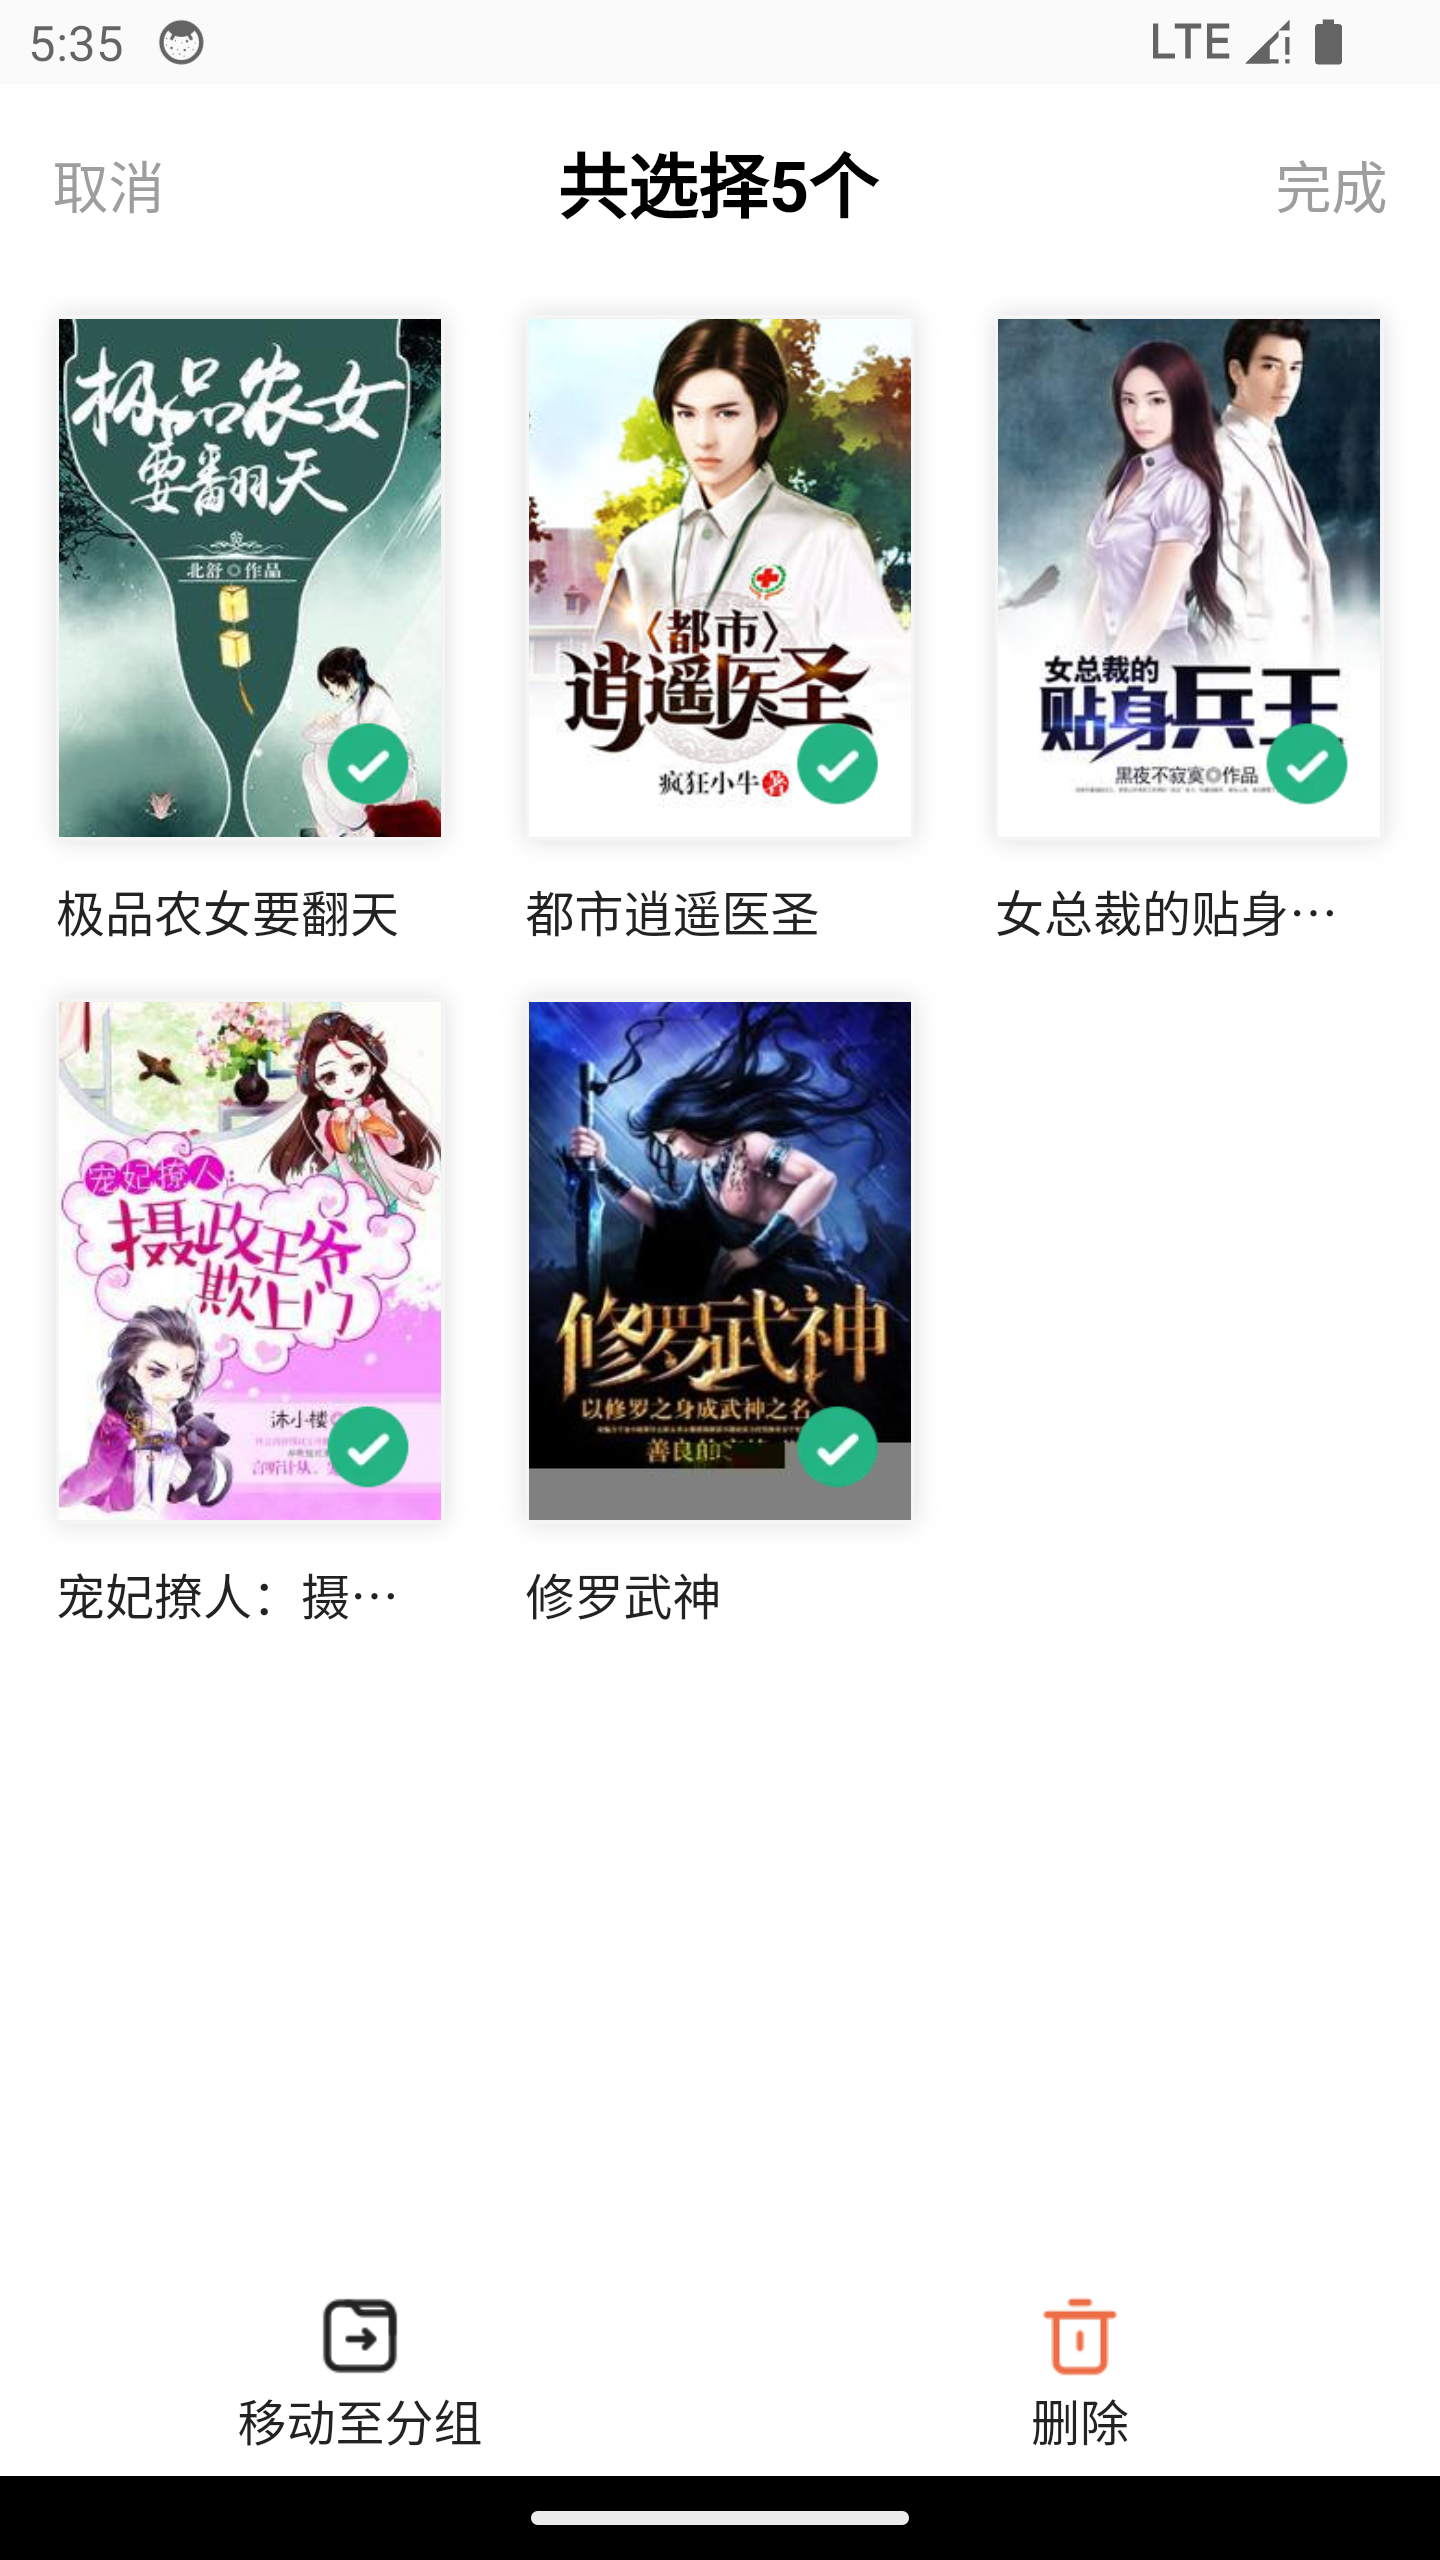 5:35
LTE
取消
共选择5个
完成
极品农女
要翻天
北舒◎作品
〈都市〉
逍遥医圣
疯狂小牛著
女总裁的
贴身兵王
黑夜不寂寞◎作品
极品农女要翻天
都市逍遥医圣
女总裁的贴身…
宠妃撩人：
摄政王爷
欺上门
沐小楼
言听计从、
修罗武神
以修罗之身成武神之名
善良的
宠妃撩人：摄…
修罗武神
移动至分组
删除